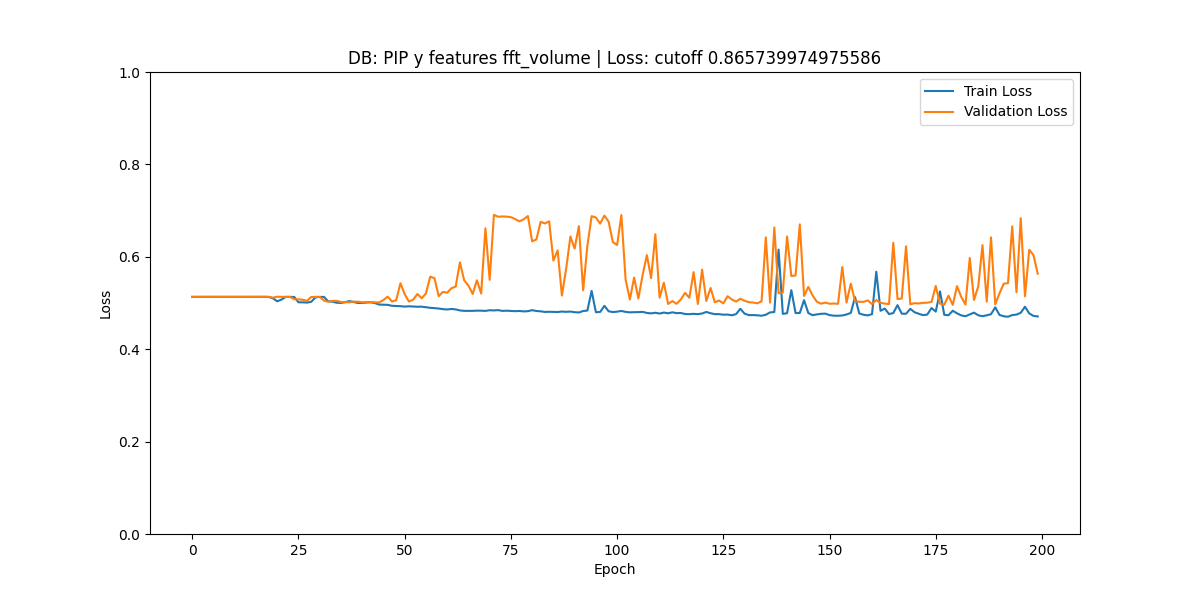 DB: PIP y features fft_volume | Loss: cutoff 0.865739974975586
Train Loss
Validation Loss
1.0
0.8
0.6
0.4
0.2
0.0
Loss
0 25 50 75 100 125 150 175 200
Epoch